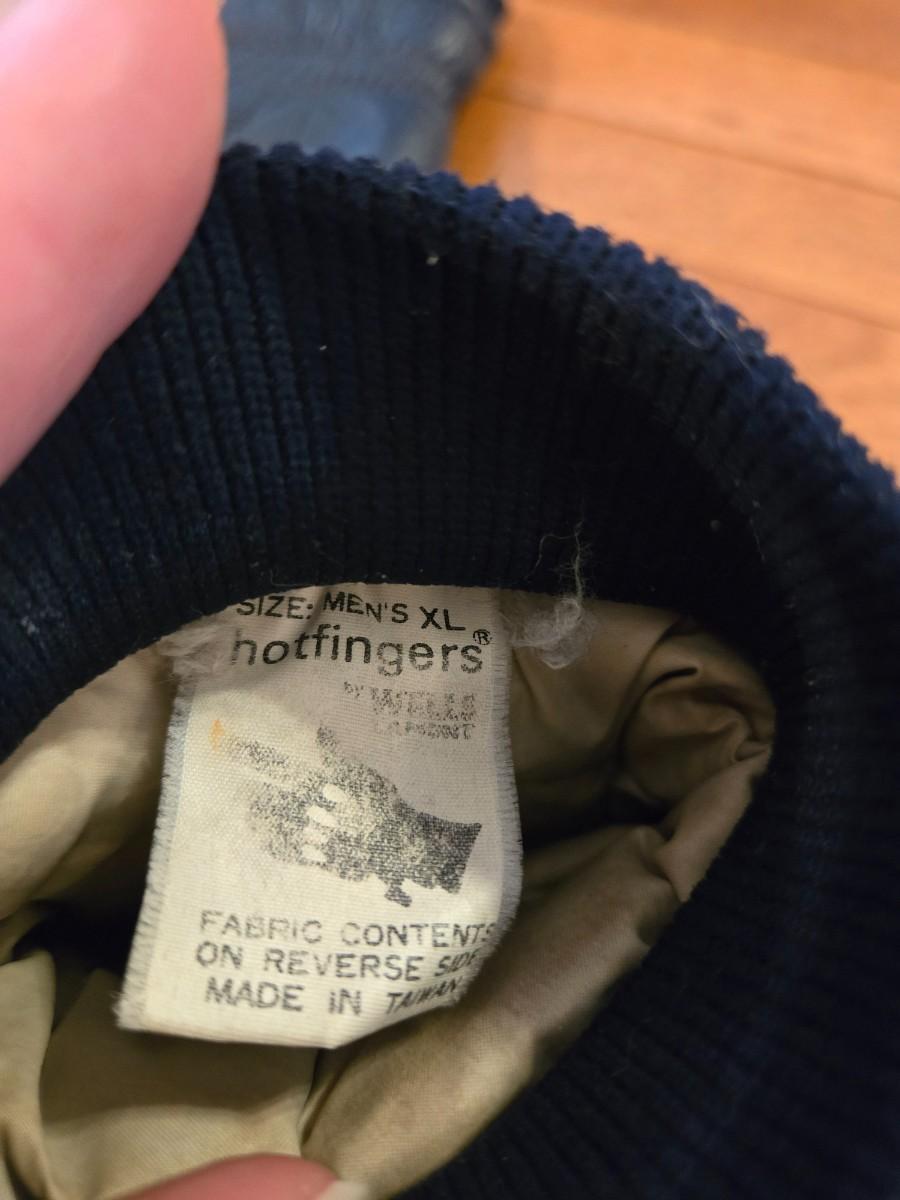 SIZE: MEN'S XL
hotfingers®
by WELLS
LAMONT
FABRIC CONTENTS
ON REVERSE SIDE
MADE IN TAIWAN